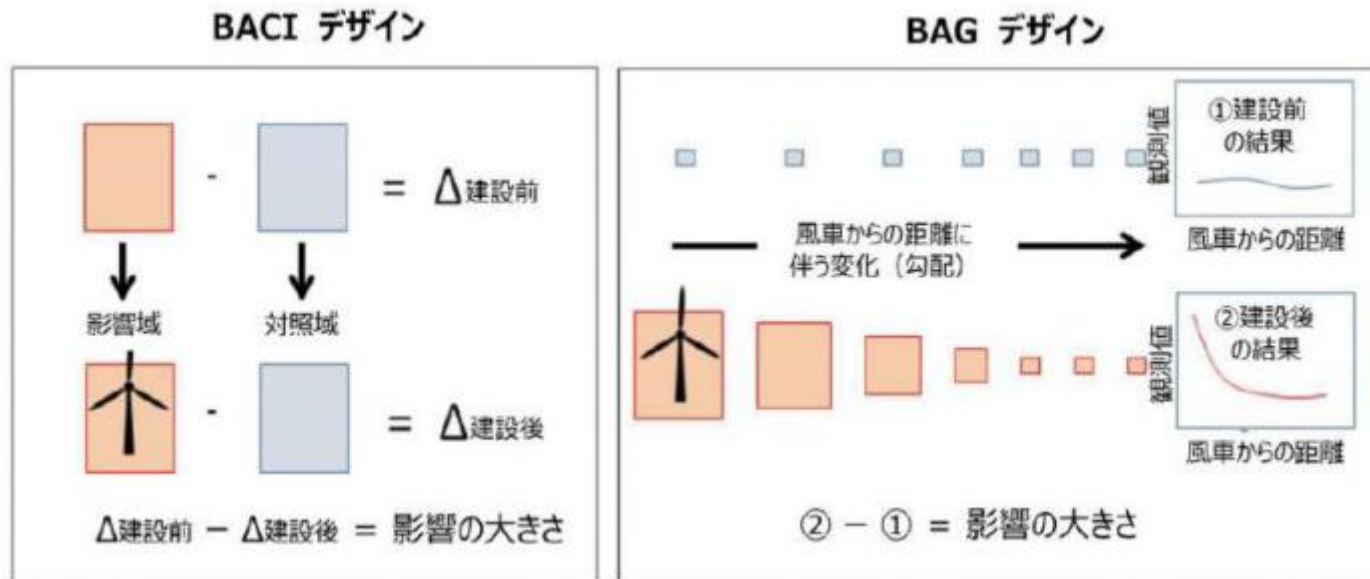 BACI デザイン
-
= Δ建設前
影響域
対照域
-
= Δ建設後
Δ建設前 − Δ建設後 = 影響の大きさ
BAG デザイン
観測値
①建設前
の結果
風車からの距離
風車からの距離に
伴う変化（勾配）
観測値
②建設後
の結果
風車からの距離
② − ① = 影響の大きさ